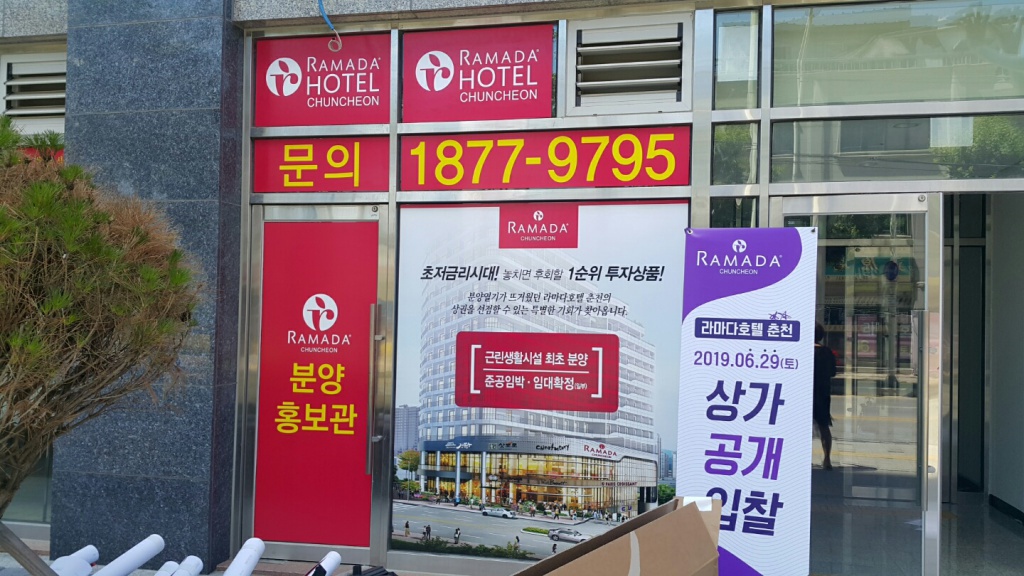 RAMADA
HOTEL
CHUNCHEON
RAMADA
HOTEL
CHUNCHEON
문의
1877-9795
RAMADA
CHUNCHEON
분양
홍보관
RAMADA
CHUNCHEON
초저금리시대! 놓치면 후회할 1순위 투자상품!
분양열기가 뜨거웠던 라마다호텔 춘천의
상권을 선점할 수 있는 특별한 기회가 찾아옵니다.
근린생활시설 최초 분양
준공임박·임대확정(일부)
RAMADA
RAMADA
CHUNCHEON
라마다호텔 춘천
2019.06.29(토)
상가
공개
입찰